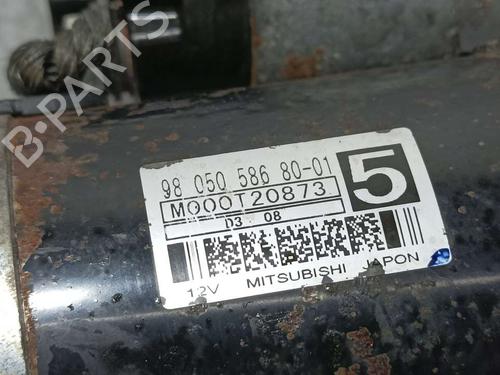 B-PARTS
98 050 586 80-01
5
M000T20873
D3 08
12V MITSUBISHI JAPON